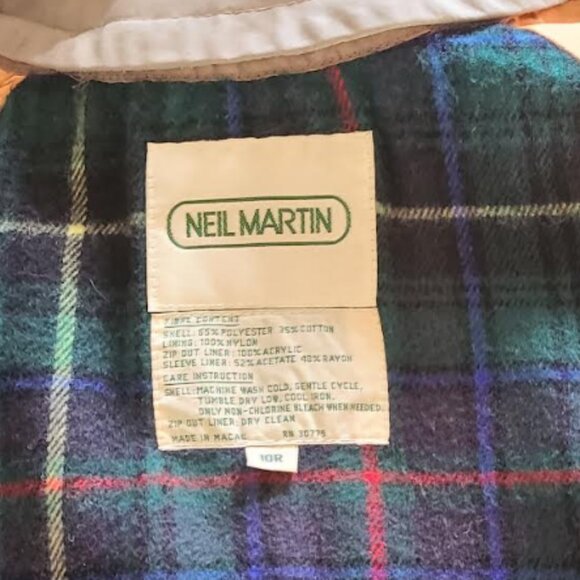 NEIL MARTIN
FIBRE CONTENT
SHELL: 65% POLYESTER 35% COTTON
LINING: 100% NYLON
ZIP OUT LINER: 100% ACRYLIC
SLEEVE LINER: 52% ACETATE 48% RAYON
CARE INSTRUCTION
SHELL: MACHINE WASH COLD, GENTLE CYCLE,
TUMBLE DRY LOW, COOL IRON,
ONLY NON-CHLORINE BLEACH WHEN NEEDED.
ZIP OUT LINER: DRY CLEAN
MADE IN MACAU RN 30775
10R